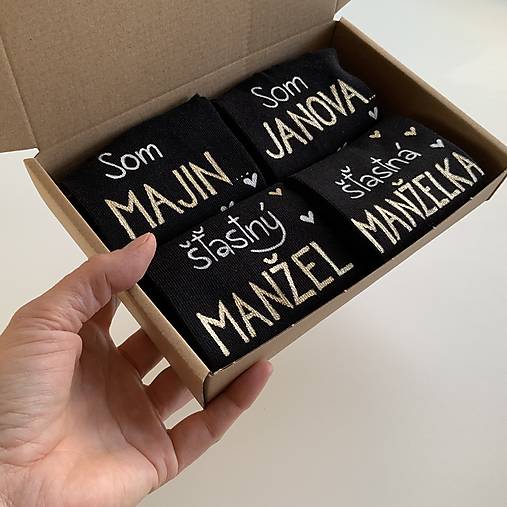 Som
MAJIN...
šťastný
MANŽEL
Som
JANOVA...
šťastná
MANŽELKA